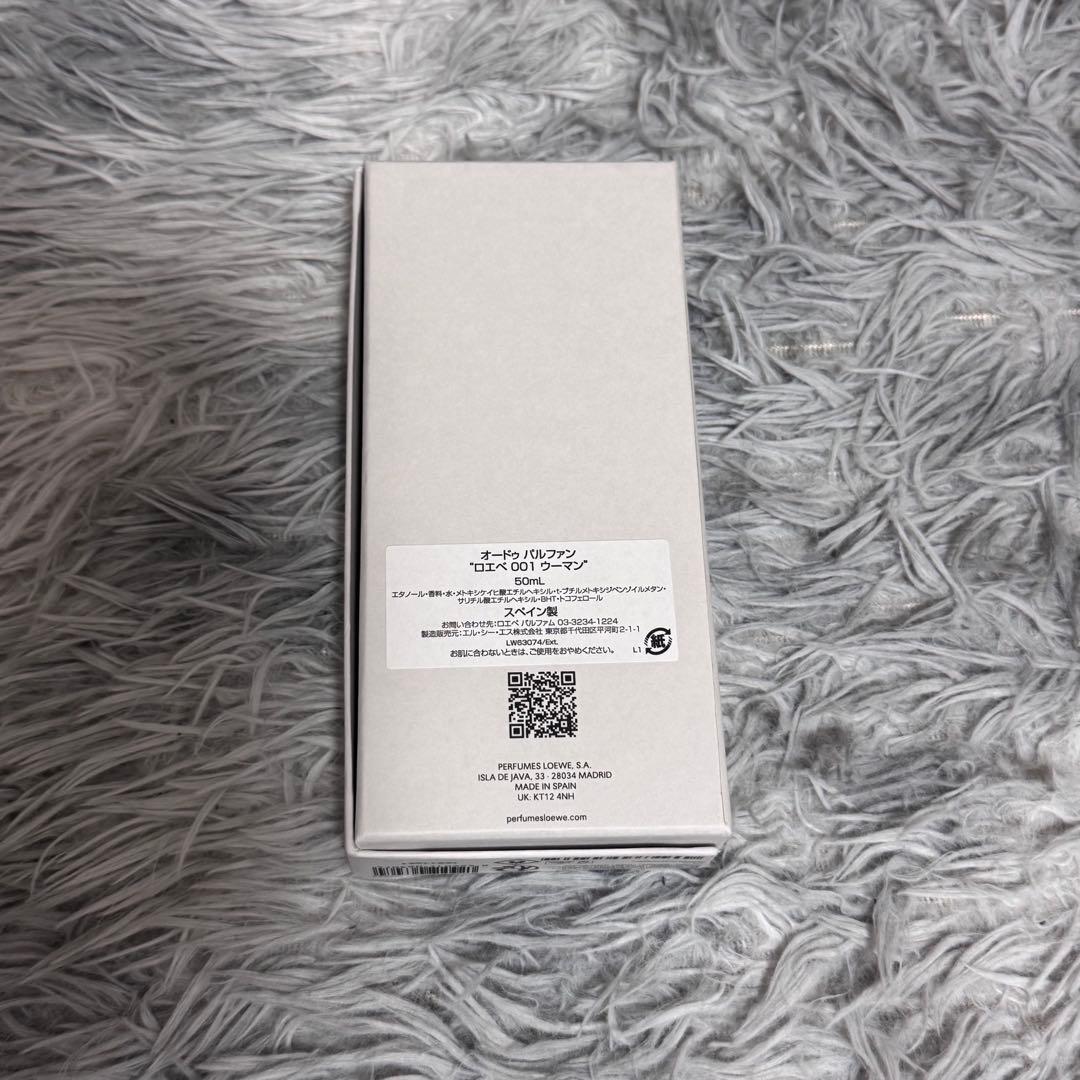 オードゥ パルファン
“ロエベ 001 ウーマン”
50mL
エタノール・香料・水・メトキシケイヒ酸エチルヘキシル・t-ブチルメトキシジベンゾイルメタン・
サリチル酸エチルヘキシル・BHT・トコフェロール
スペイン製
お問い合わせ先:ロエベ パルファム 03-3234-1224
製造販売元:エル・シー・エス株式会社 東京都千代田区平河町2-1-1
LW63074/Ext.
お肌に合わないときは、ご使用をおやめください。
L1 紙
PERFUMES LOEWE, S.A.
ISLA DE JAVA, 33 - 28034 MADRID
MADE IN SPAIN
UK: KT12 4NH
perfumesloewe.com